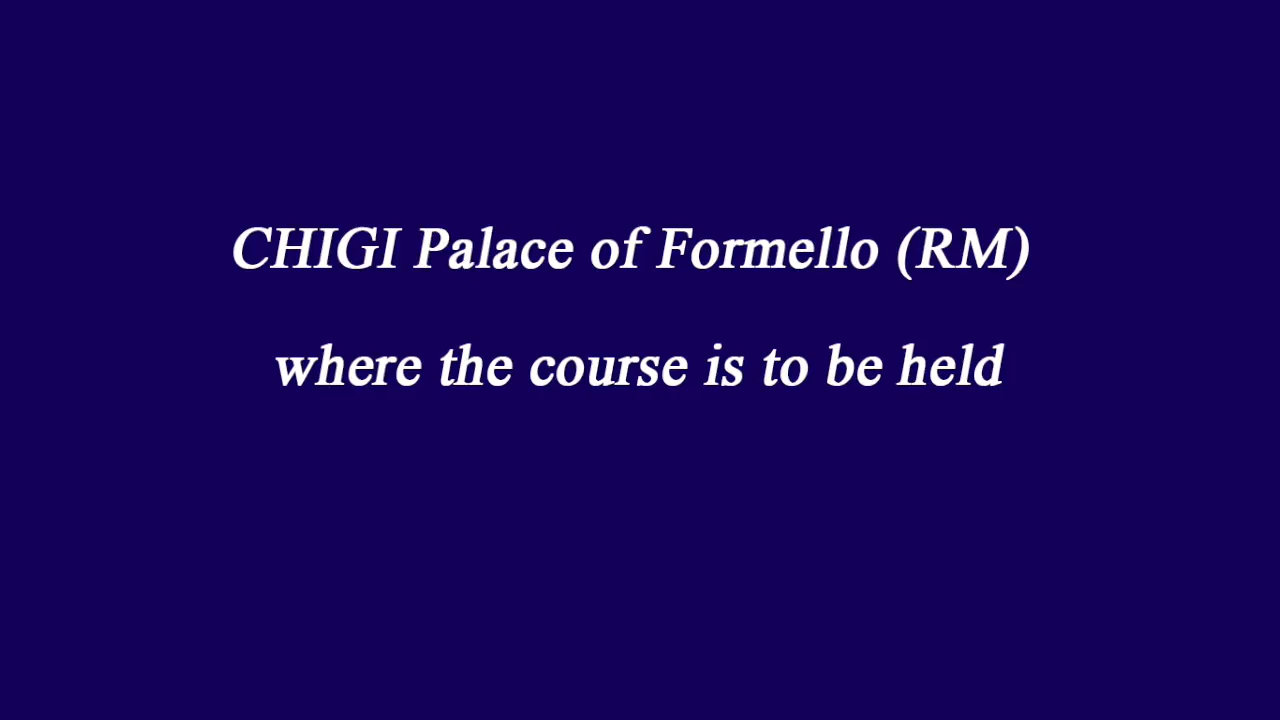 CHIGI Palace of Formello (RM)
where the course is to be held